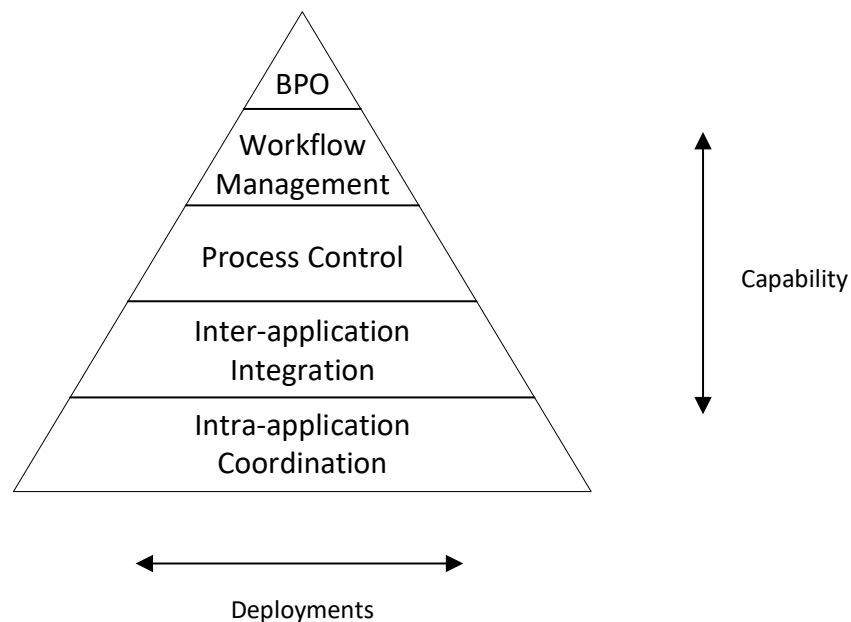 BPO
Workflow
Management
Process Control
Capability
Inter-application
Integration
Intra-application
Coordination
Deployments